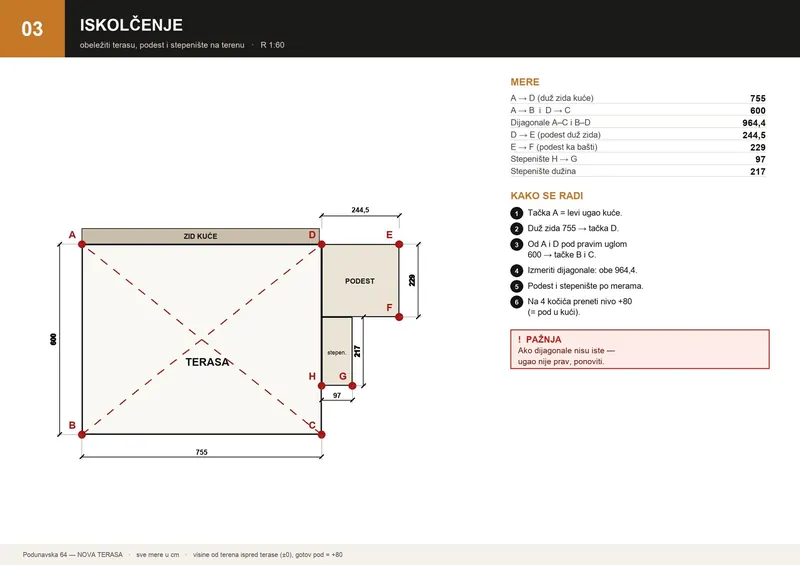 03
ISKOLČENJE
obeležiti terasu, podest i stepenište na terenu · R 1:60
MERE
A → D (duž zida kuće) 755
A → B i D → C 600
Dijagonale A–C i B–D 964,4
D → E (podest duž zida) 244,5
E → F (podest ka bašti) 229
Stepenište H → G 97
Stepenište dužina 217
KAKO SE RADI
1 Tačka A = levi ugao kuće.
2 Duž zida 755 → tačka D.
3 Od A i D pod pravim uglom
600 → tačke B i C.
4 Izmeriti dijagonale: obe 964,4.
5 Podest i stepenište po merama.
6 Na 4 kočića preneti nivo +80
(= pod u kući).
! PAŽNJA
Ako dijagonale nisu iste —
ugao nije prav, ponoviti.
244,5
A
ZID KUĆE
D
E
PODEST
229
F
600
stepen.
217
TERASA
H
G
97
B
C
755
Podunavska 64 — NOVA TERASA · sve mere u cm · visine od terena ispred terase (±0), gotov pod = +80